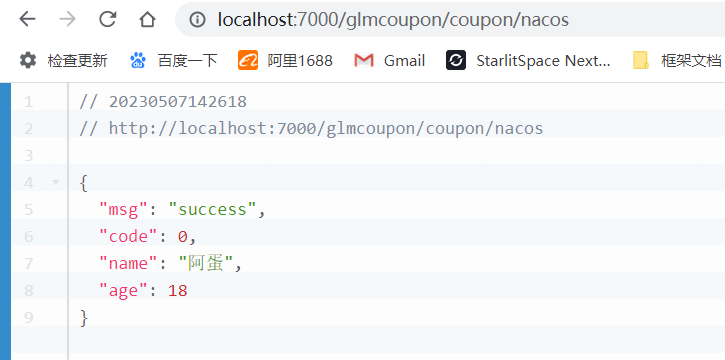 localhost:7000/glmcoupon/coupon/nacos
检查更新 百度一下 阿里1688 Gmail StarlitSpace Next... 框架文档
1 // 20230507142618
2 // http://localhost:7000/glmcoupon/coupon/nacos
3
4 {
5 "msg": "success",
6 "code": 0,
7 "name": "阿蛋",
8 "age": 18
9 }